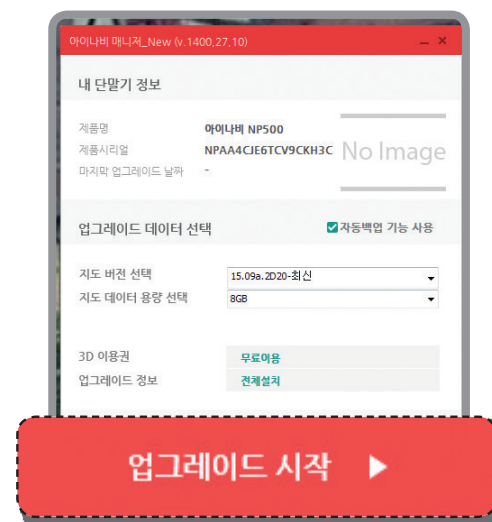 아이나비 매니저_New (v.1400,27,10)
내 단말기 정보
제품명 아이나비 NP500
제품시리얼 NPAA4CJE6TCV9CKH3C
마지막 업그레이드 날짜 -
No Image
업그레이드 데이터 선택 자동백업 기능 사용
지도 버전 선택 15.09a.2D20-최신
지도 데이터 용량 선택 8GB
3D 이용권 무료이용
업그레이드 정보 전체설치
업그레이드 시작